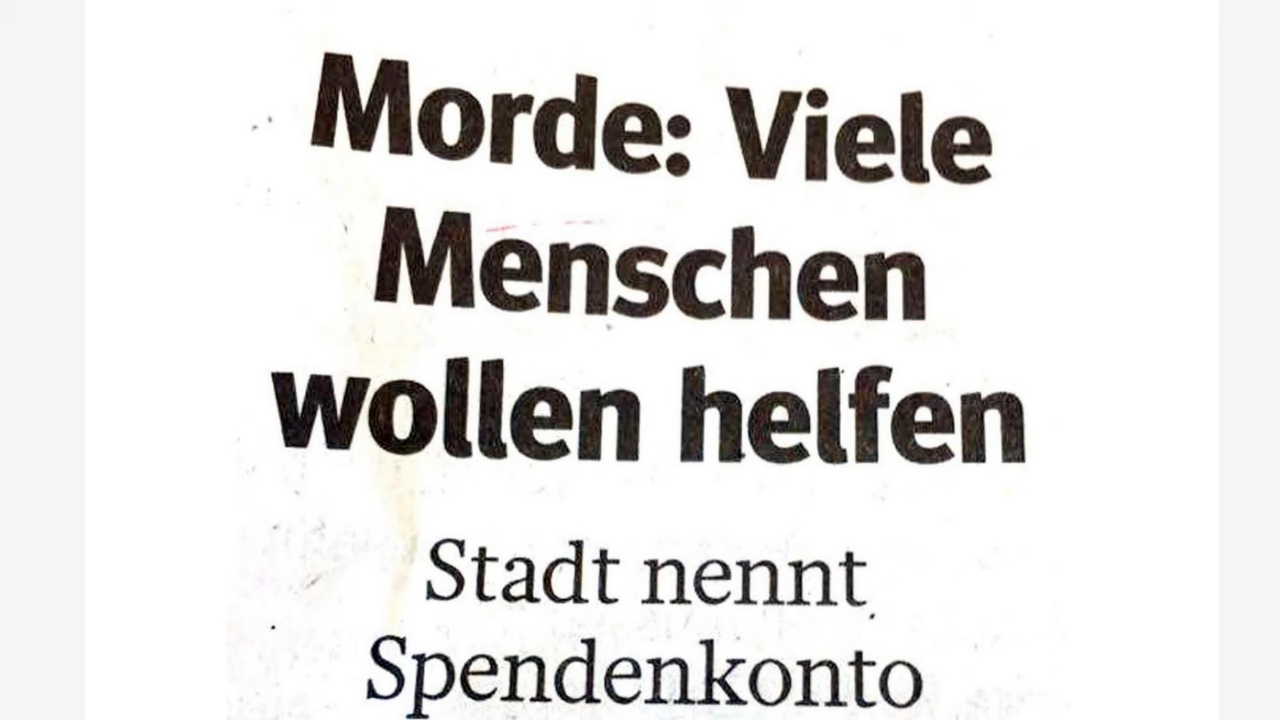 Morde: Viele
Menschen
wollen helfen
Stadt nennt
Spendenkonto